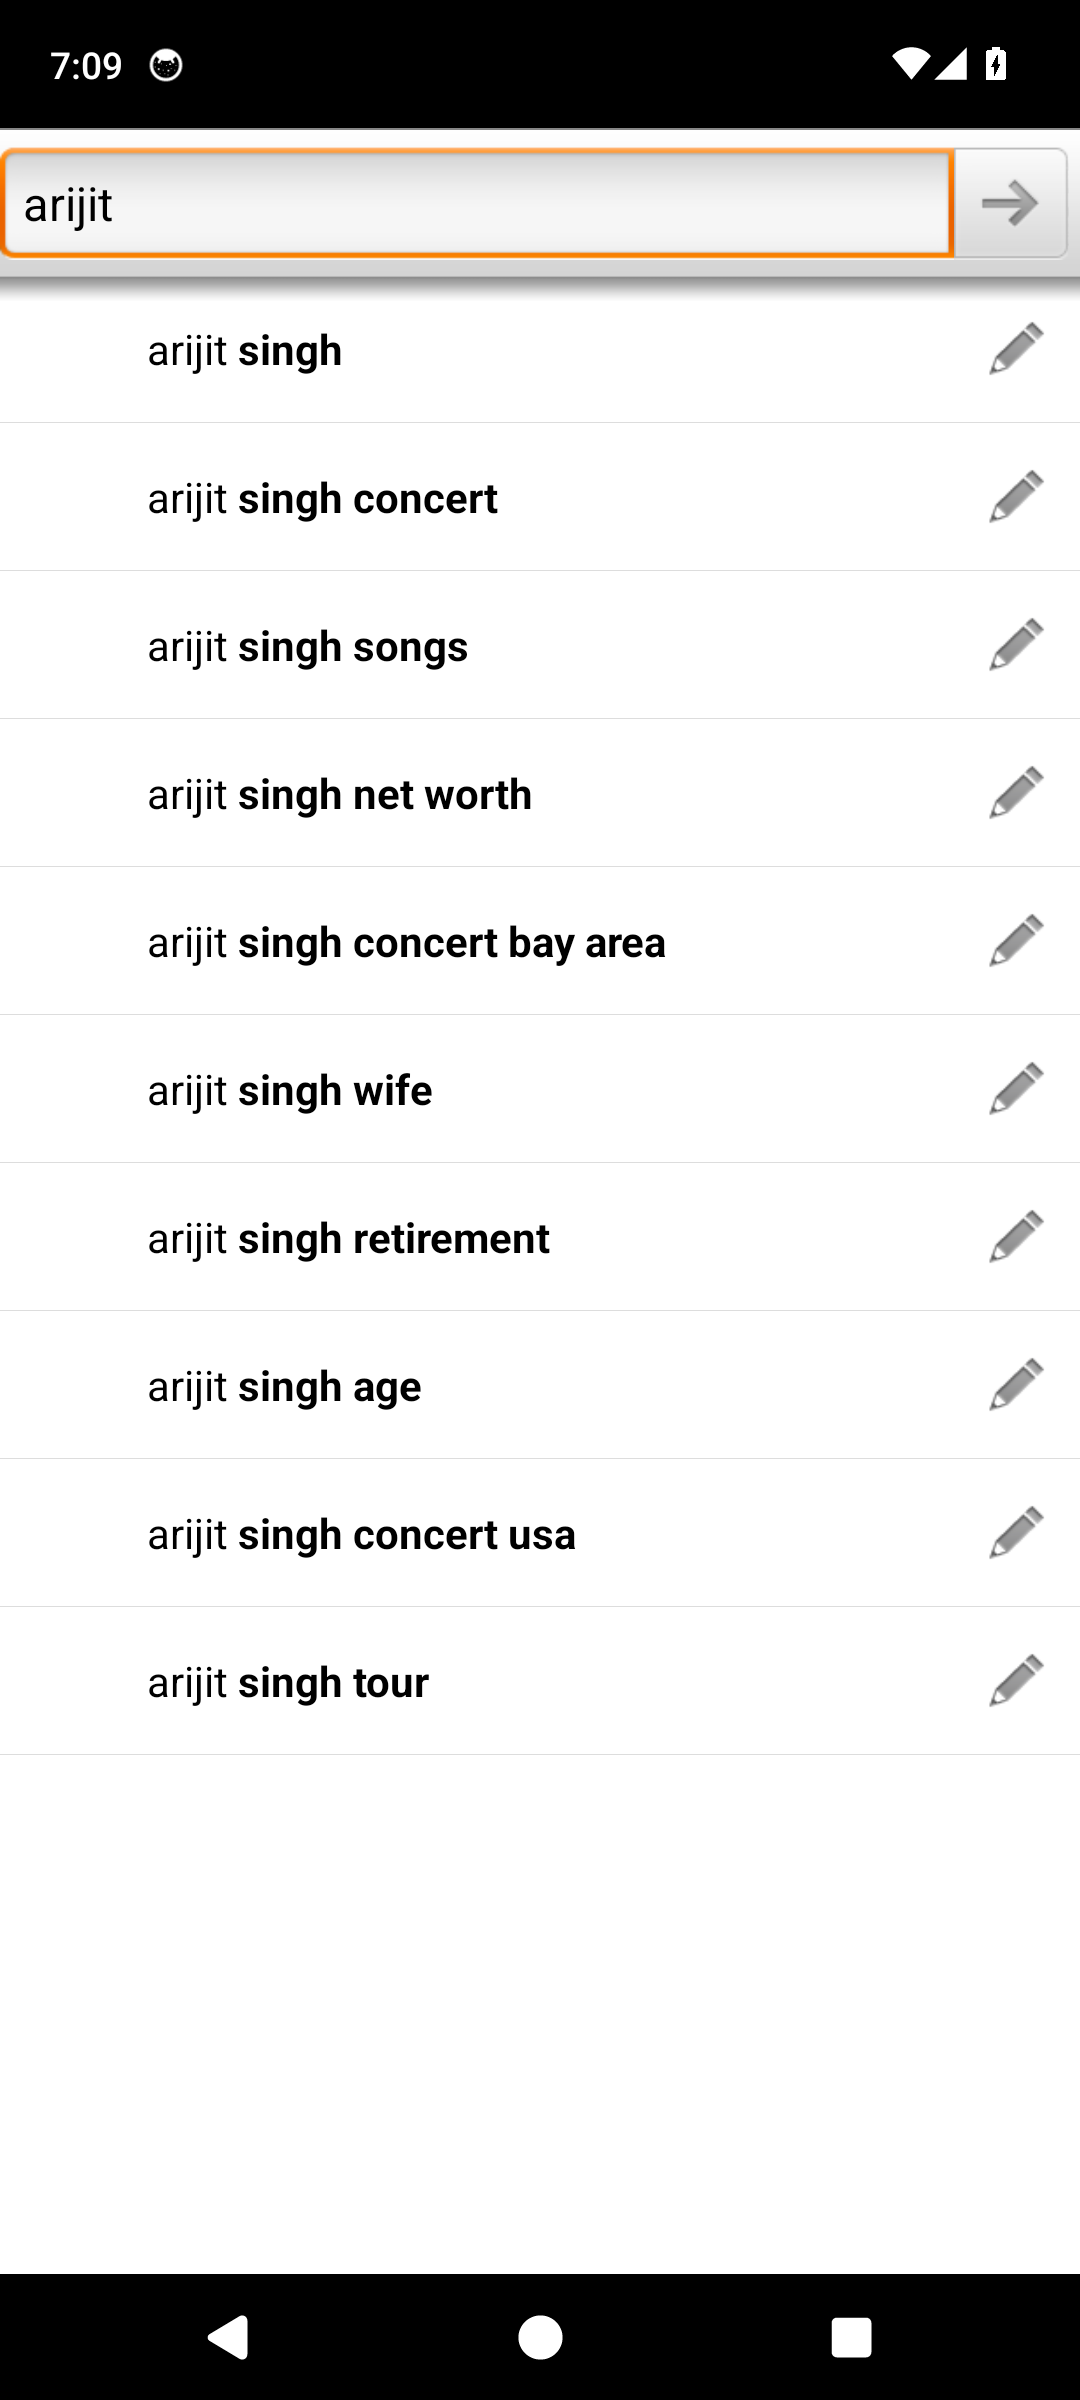 7:09
arijit
arijit singh
arijit singh concert
arijit singh songs
arijit singh net worth
arijit singh concert bay area
arijit singh wife
arijit singh retirement
arijit singh age
arijit singh concert usa
arijit singh tour